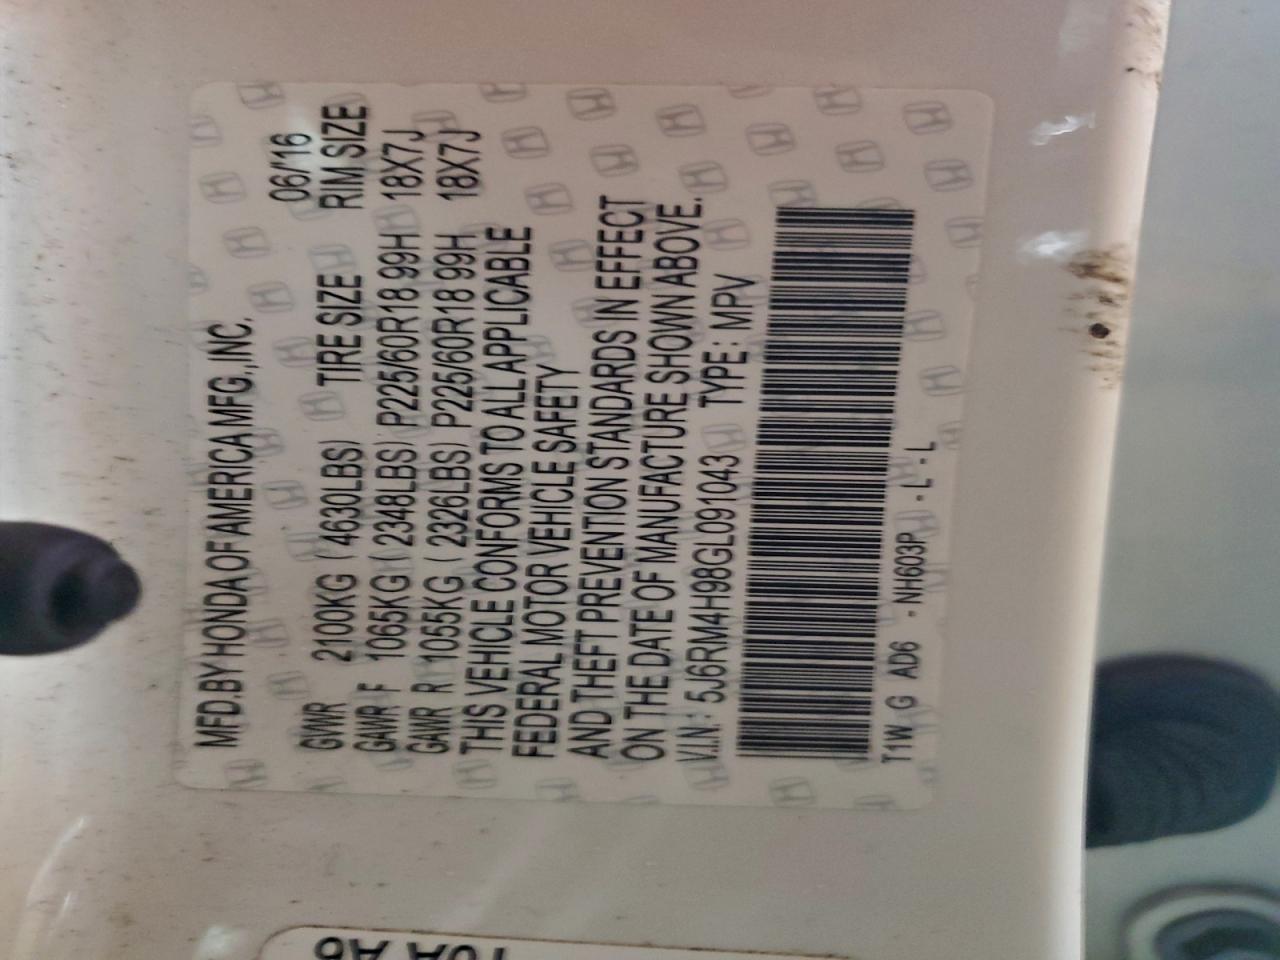 MFD.BY HONDA OF AMERICA MFG.,INC.
06/16
GVWR 2100KG ( 4630LBS) TIRE SIZE RIM SIZE
GAWR F 1065KG ( 2348LBS) P225/60R18 99H 18X7J
GAWR R 1055KG ( 2326LBS) P225/60R18 99H 18X7J
THIS VEHICLE CONFORMS TO ALL APPLICABLE
FEDERAL MOTOR VEHICLE SAFETY
AND THEFT PREVENTION STANDARDS IN EFFECT
ON THE DATE OF MANUFACTURE SHOWN ABOVE.
V.I.N.: 5J6RM4H98GL091043 TYPE: MPV
T1W G AD6 - NH603P - L - L